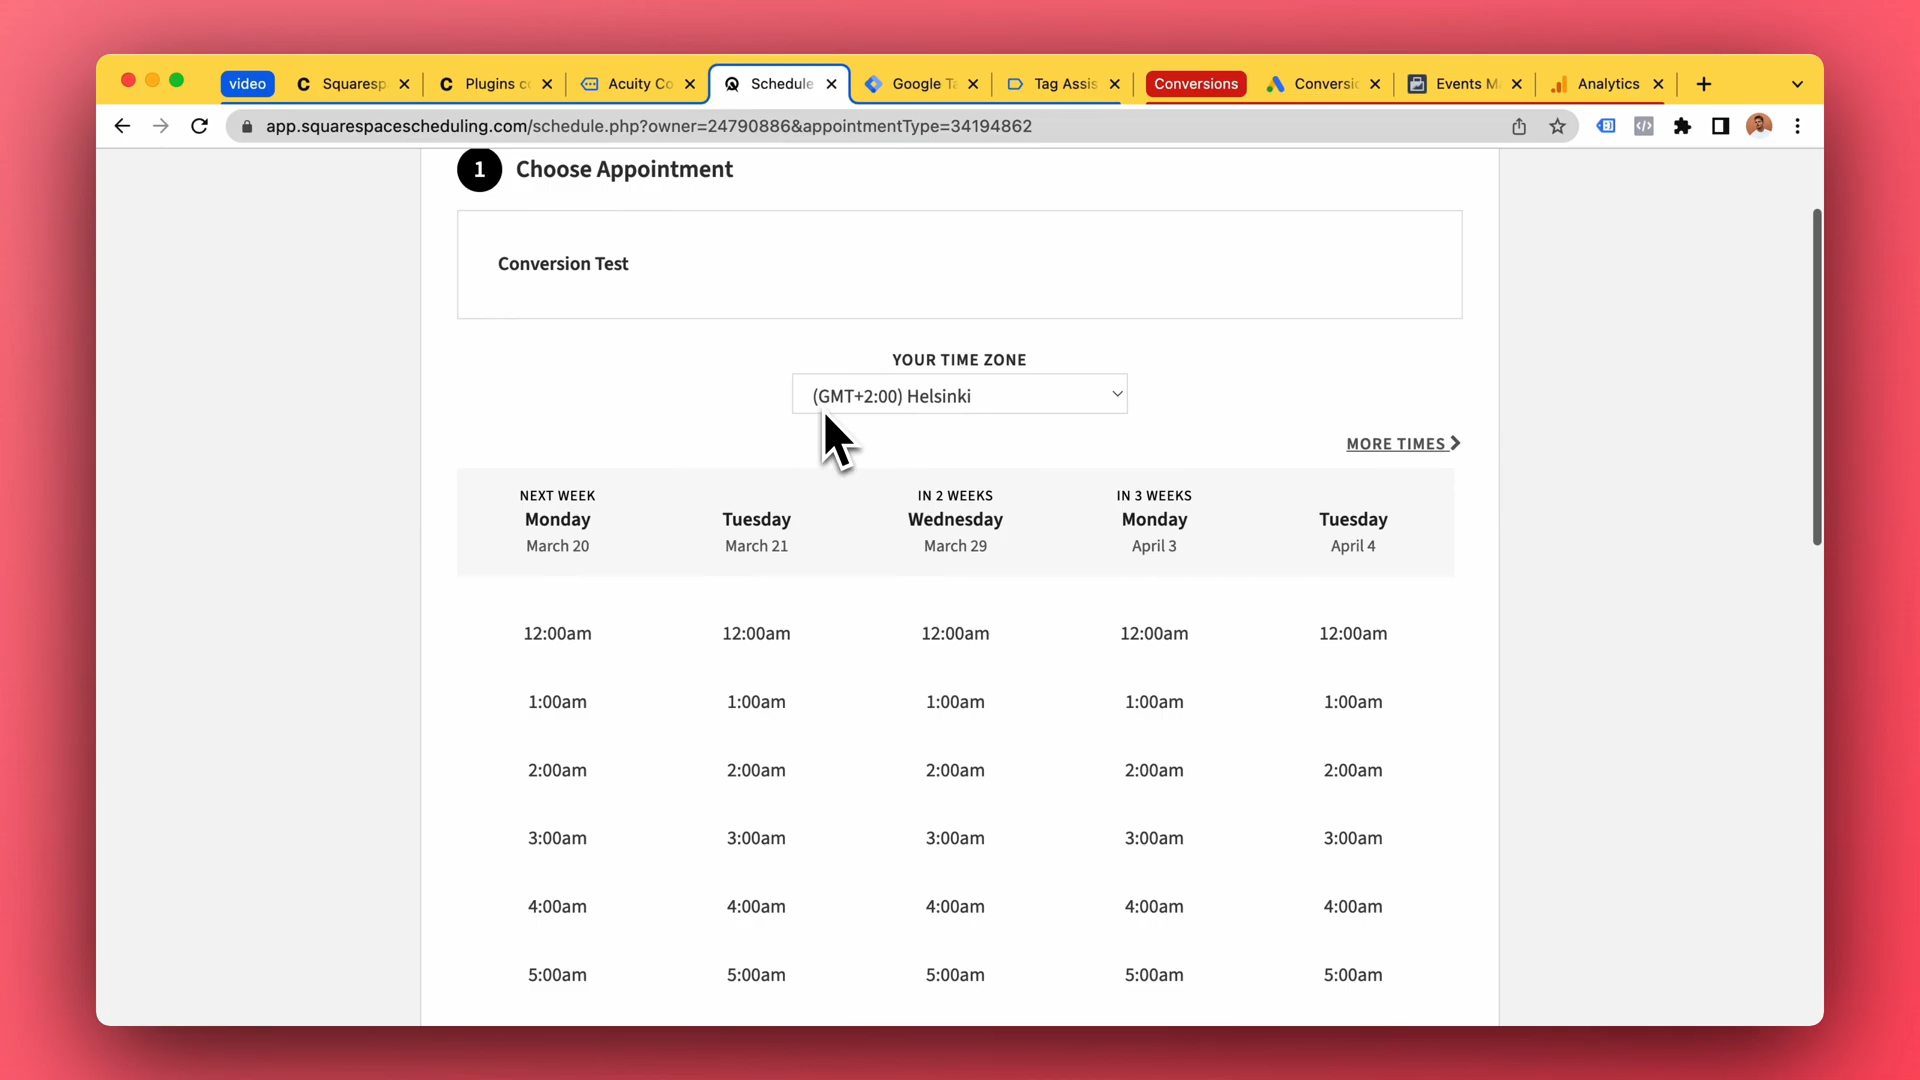 video
Squaresp
Plugins c
Acuity Co
Schedule
Google Ta
Tag Assis
Conversions
Conversio
Events M
Analytics
app.squarespacescheduling.com/schedule.php?owner=24790886&appointmentType=34194862
1 Choose Appointment
Conversion Test
YOUR TIME ZONE
(GMT+2:00) Helsinki
MORE TIMES
NEXT WEEK IN 2 WEEKS IN 3 WEEKS
Monday Tuesday Wednesday Monday Tuesday
March 20 March 21 March 29 April 3 April 4
12:00am 12:00am 12:00am 12:00am 12:00am
1:00am 1:00am 1:00am 1:00am 1:00am
2:00am 2:00am 2:00am 2:00am 2:00am
3:00am 3:00am 3:00am 3:00am 3:00am
4:00am 4:00am 4:00am 4:00am 4:00am
5:00am 5:00am 5:00am 5:00am 5:00am